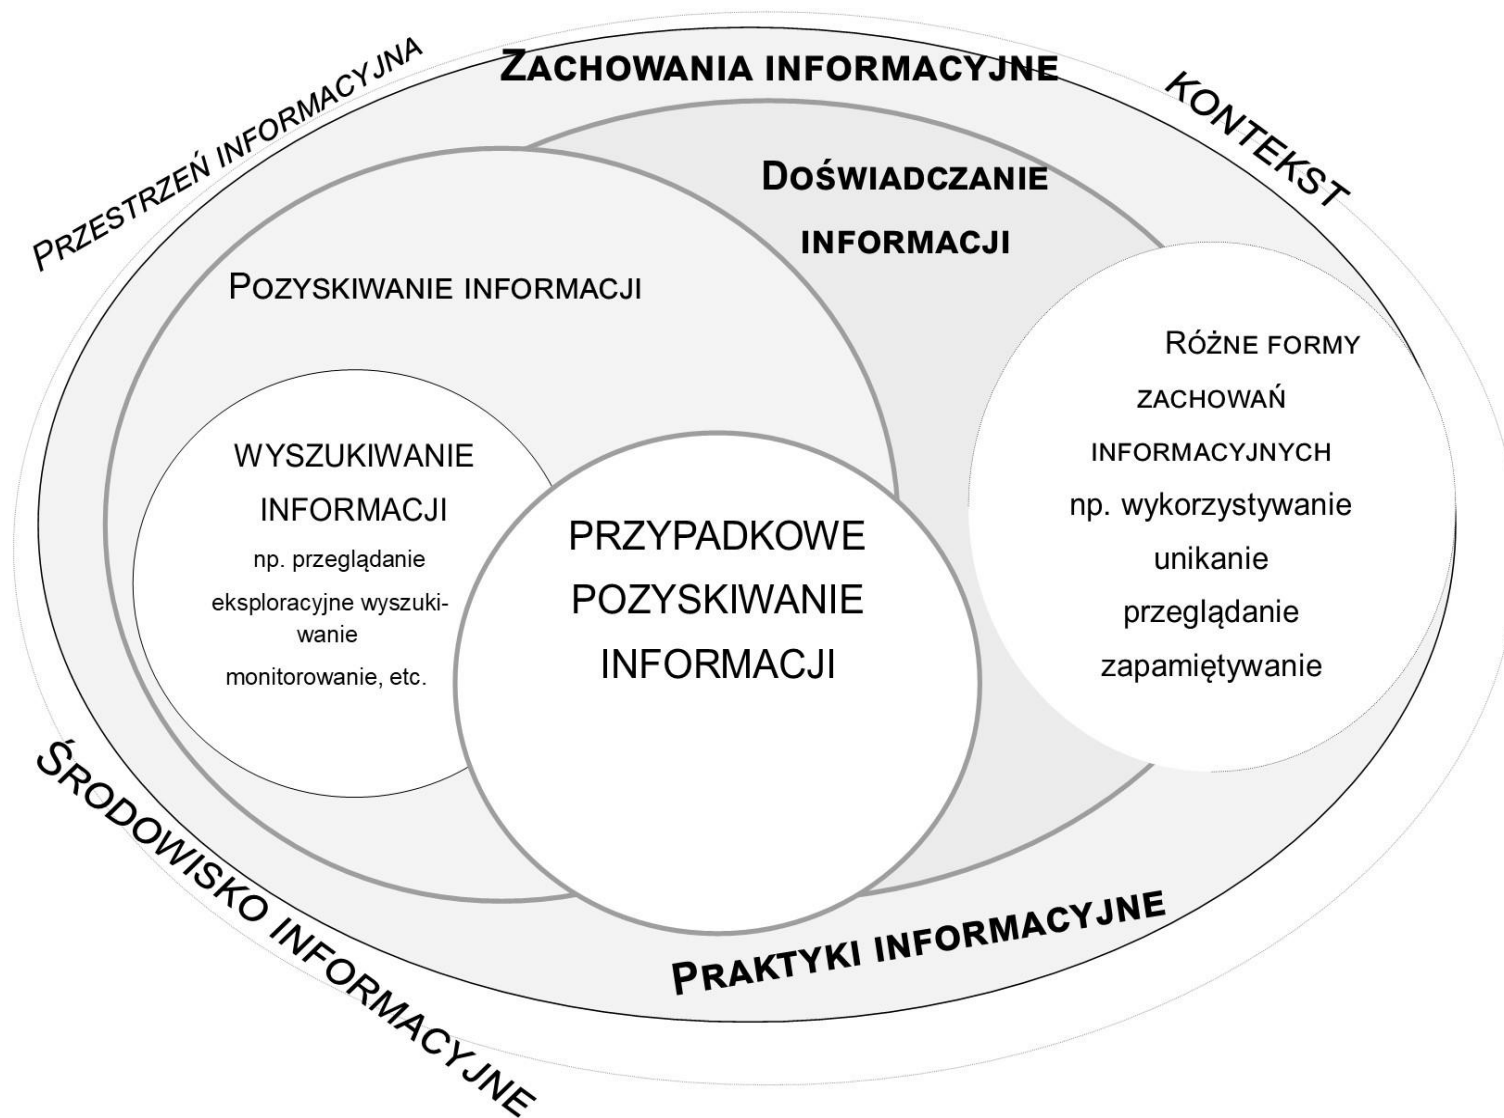 ZACHOWANIA INFORMACYJNE
PRZESTRZEŃ INFORMACYJNA
KONTEKST
DOŚWIADCZANIE
INFORMACJI
POZYSKIWANIE INFORMACJI
RÓŻNE FORMY
ZACHOWAŃ
INFORMACYJNYCH
np. wykorzystywanie
unikanie
przeglądanie
zapamiętywanie
WYSZUKIWANIE
INFORMACJI
np. przeglądanie
eksploracyjne wyszuki-
wanie
monitorowanie, etc.
PRZYPADKOWE
POZYSKIWANIE
INFORMACJI
ŚRODOWISKO INFORMACYJNE
PRAKTYKI INFORMACYJNE